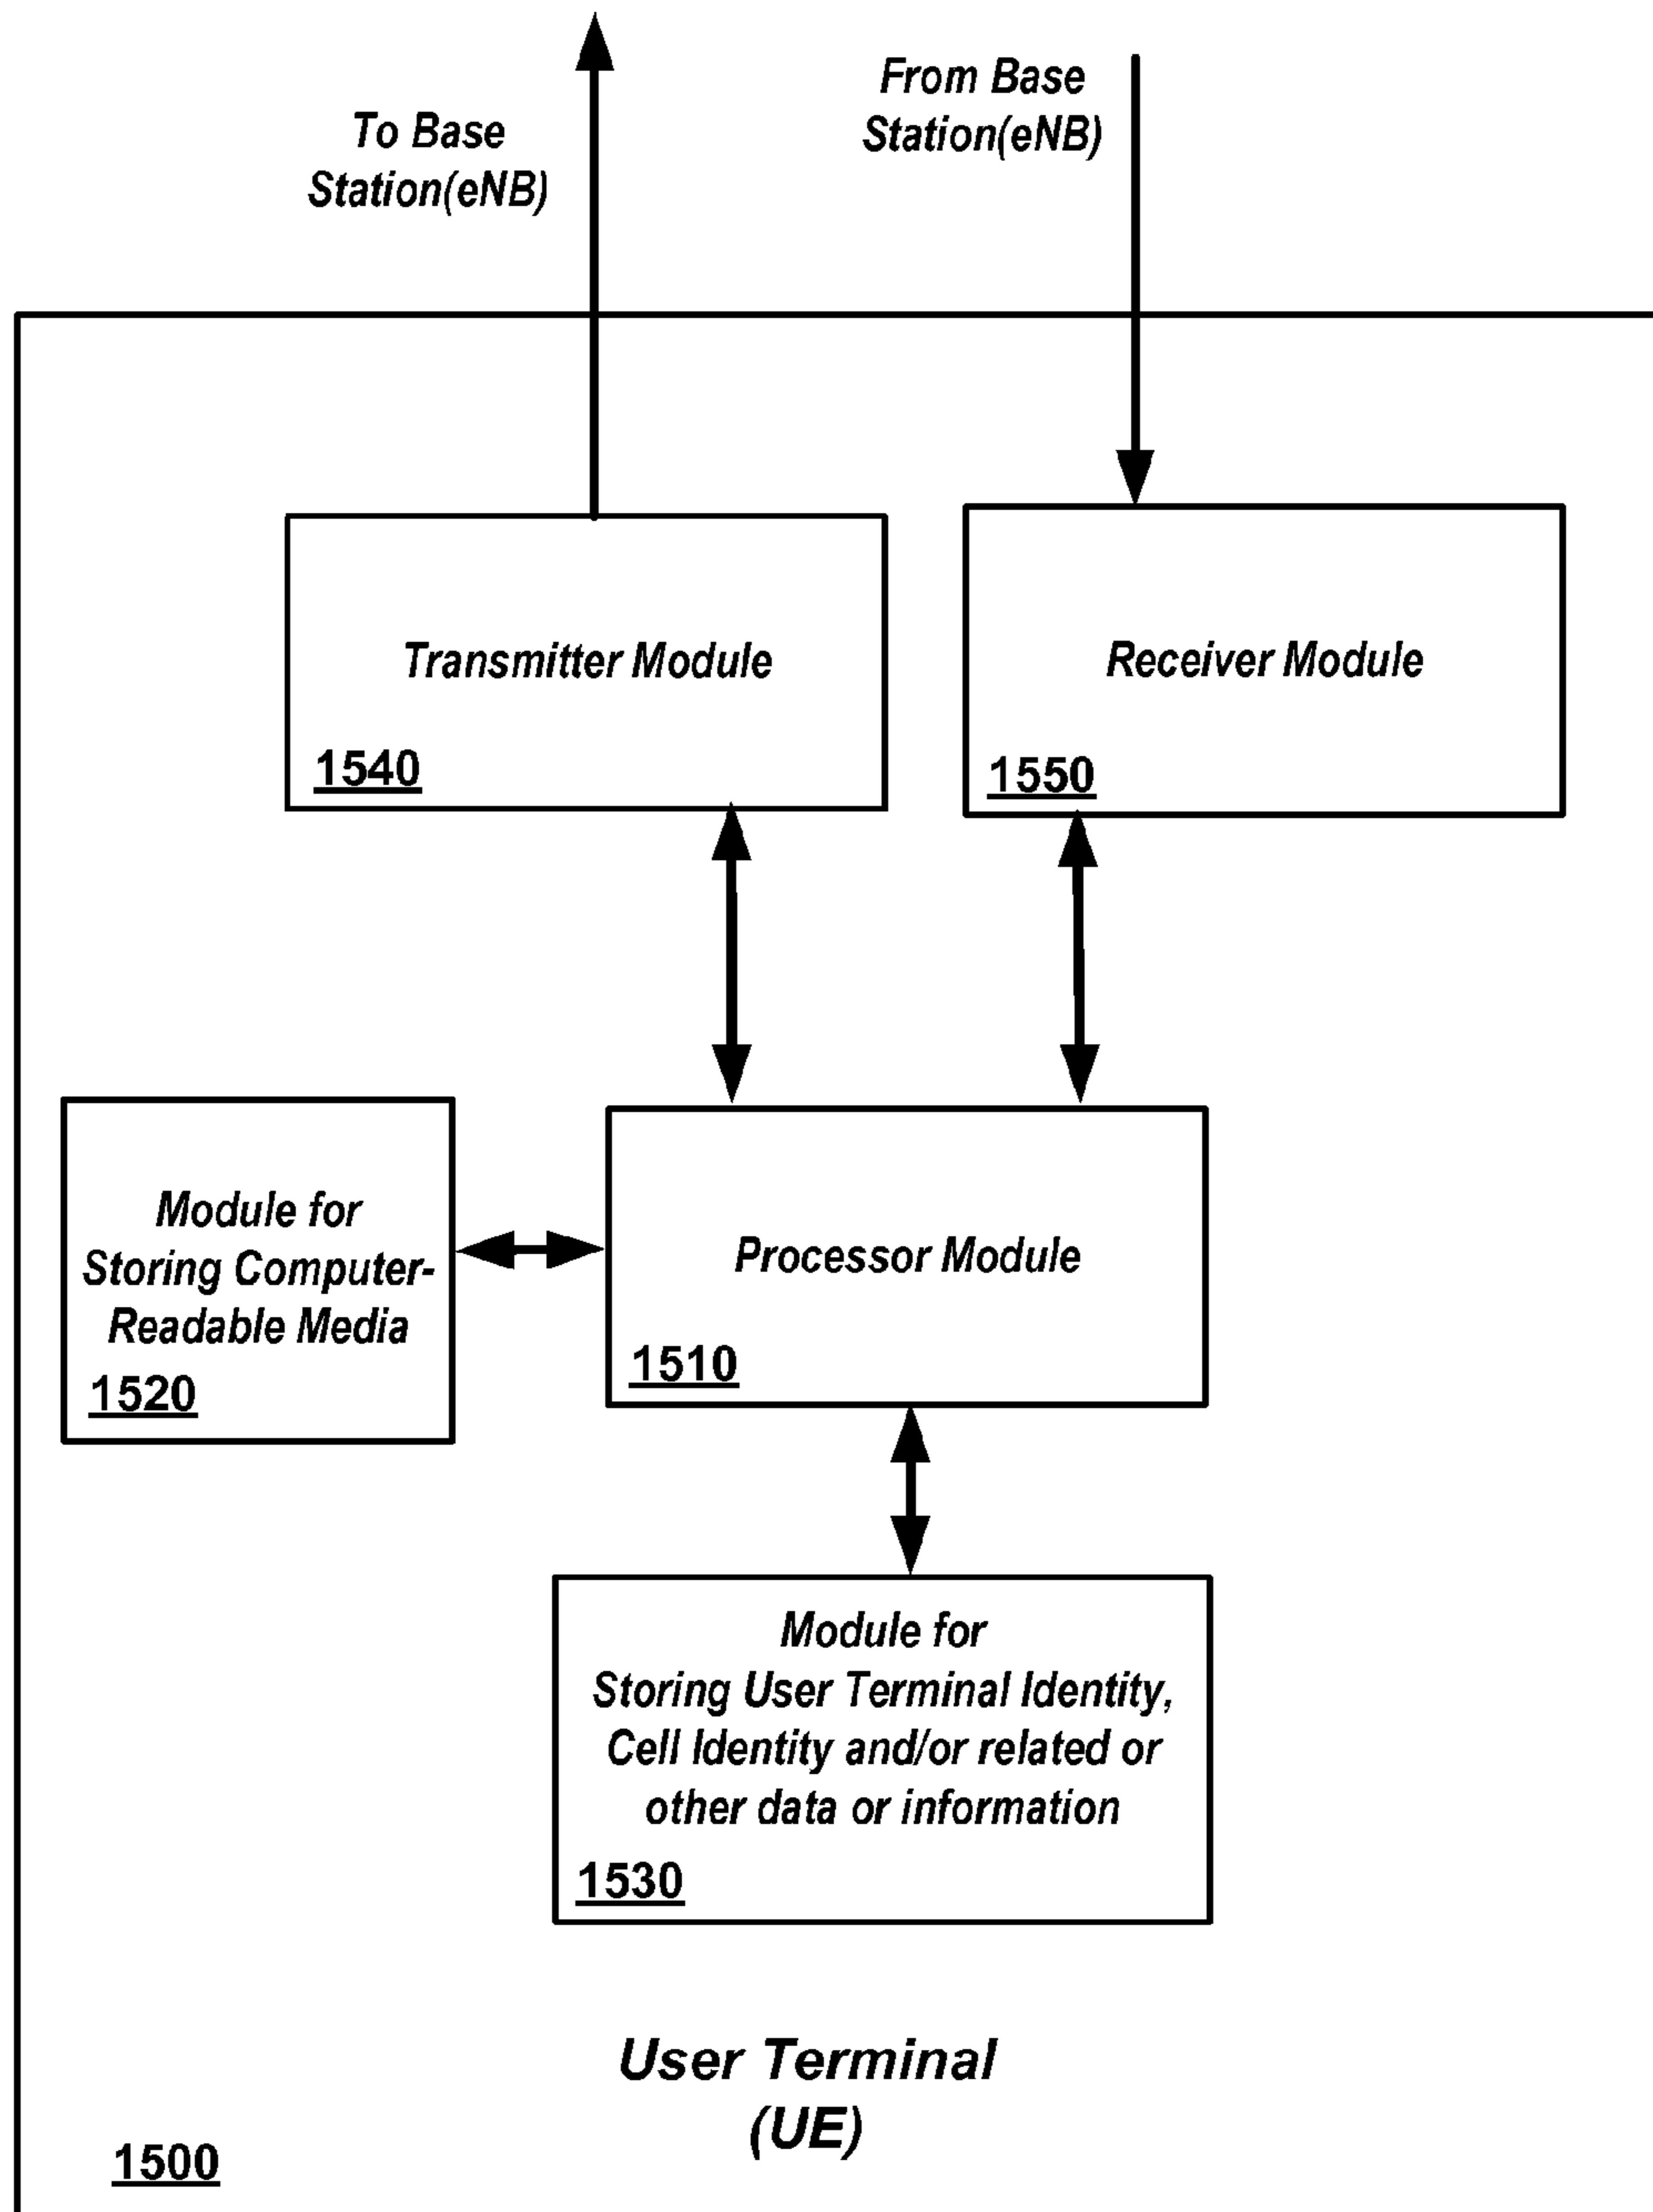 To Base
Station(eNB)
From Base
Station(eNB)
Transmitter Module
1540
Receiver Module
1550
Module for
Storing Computer-
Readable Media
1520
Processor Module
1510
Module for
Storing User Terminal Identity,
Cell Identity and/or related or
other data or information
1530
User Terminal
(UE)
1500